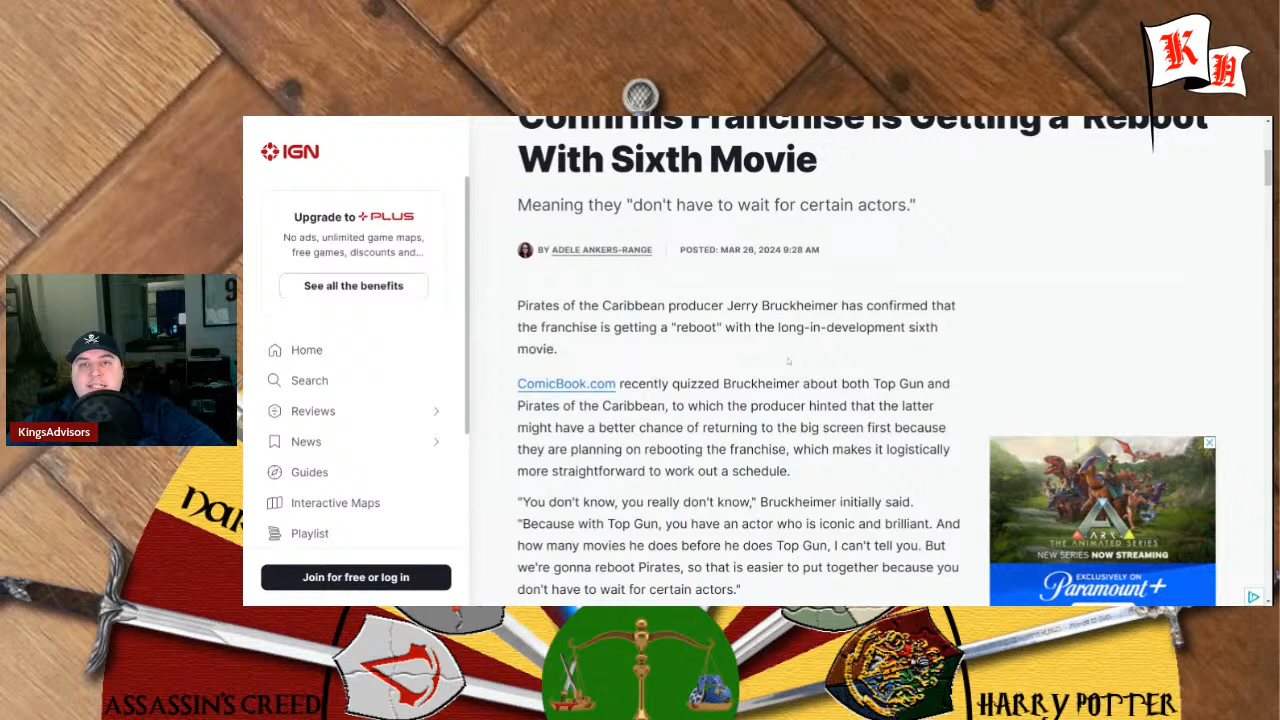 K H
Confirms Franchise is Getting a 'Reboot'
With Sixth Movie
Meaning they "don't have to wait for certain actors."
BY ADELE ANKERS-RANGE POSTED: MAR 26, 2024 9:28 AM
IGN
Upgrade to PLUS
No ads, unlimited game maps,
free games, discounts and...
See all the benefits
Home
Search
Reviews
News
Guides
Interactive Maps
Playlist
Join for free or log in
Pirates of the Caribbean producer Jerry Bruckheimer has confirmed that
the franchise is getting a "reboot" with the long-in-development sixth
movie.
ComicBook.com recently quizzed Bruckheimer about both Top Gun and
Pirates of the Caribbean, to which the producer hinted that the latter
might have a better chance of returning to the big screen first because
they are planning on rebooting the franchise, which makes it logistically
more straightforward to work out a schedule.
"You don't know, you really don't know," Bruckheimer initially said.
"Because with Top Gun, you have an actor who is iconic and brilliant. And
how many movies he does before he does Top Gun, I can't tell you. But
we're gonna reboot Pirates, so that is easier to put together because you
don't have to wait for certain actors."
ARK
THE ANIMATED SERIES
NEW SERIES NOW STREAMING
EXCLUSIVELY ON
Paramount+
9
KingsAdvisors
ASSASSIN'S CREED
HARRY POTTER